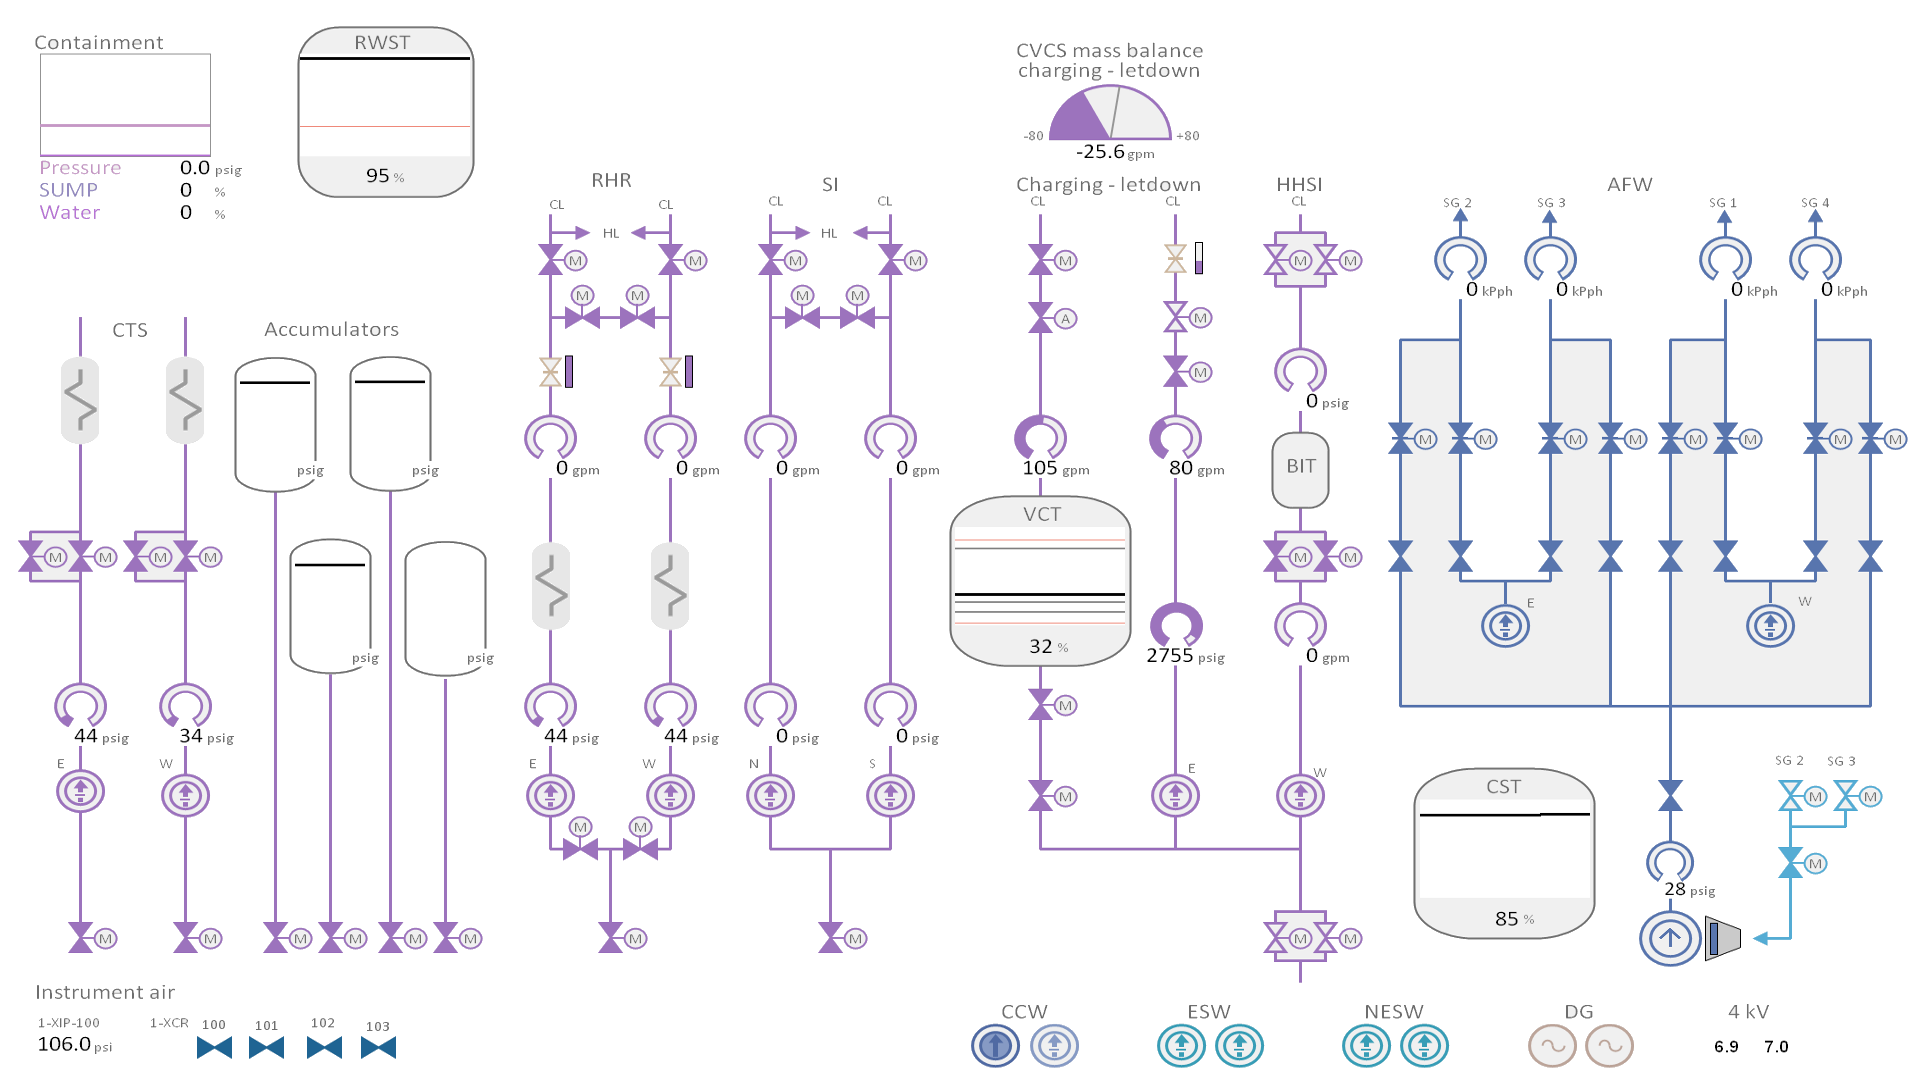 Containment
Pressure 0.0 psig
SUMP 0 %
Water 0 %
RWST
95 %
CVCS mass balance
charging - letdown
-80 +80
-25.6 gpm
RHR
CL CL
HL
M M
M M
0 gpm 0 gpm
44 psig 44 psig
E W
M M
M
SI
CL CL
HL
M M
M M
0 gpm 0 gpm
0 psig 0 psig
N S
M
Charging - letdown
CL CL
M
A M
M
105 gpm 80 gpm
VCT
32 %
2755 psig
M
M
E
HHSI
CL
M M
0 psig
BIT
M M
0 gpm
W
M M
AFW
SG 2 SG 3 SG 1 SG 4
0 kPph 0 kPph 0 kPph 0 kPph
M M M M M M M M
E W
CST
85 %
SG 2 SG 3
M M
M
28 psig
CTS
M M M M
44 psig 34 psig
E W
M M
Accumulators
psig psig
psig psig
M M M M
Instrument air
1-XIP-100 1-XCR 100 101 102 103
106.0 psi
CCW ESW NESW DG 4 kV
6.9 7.0